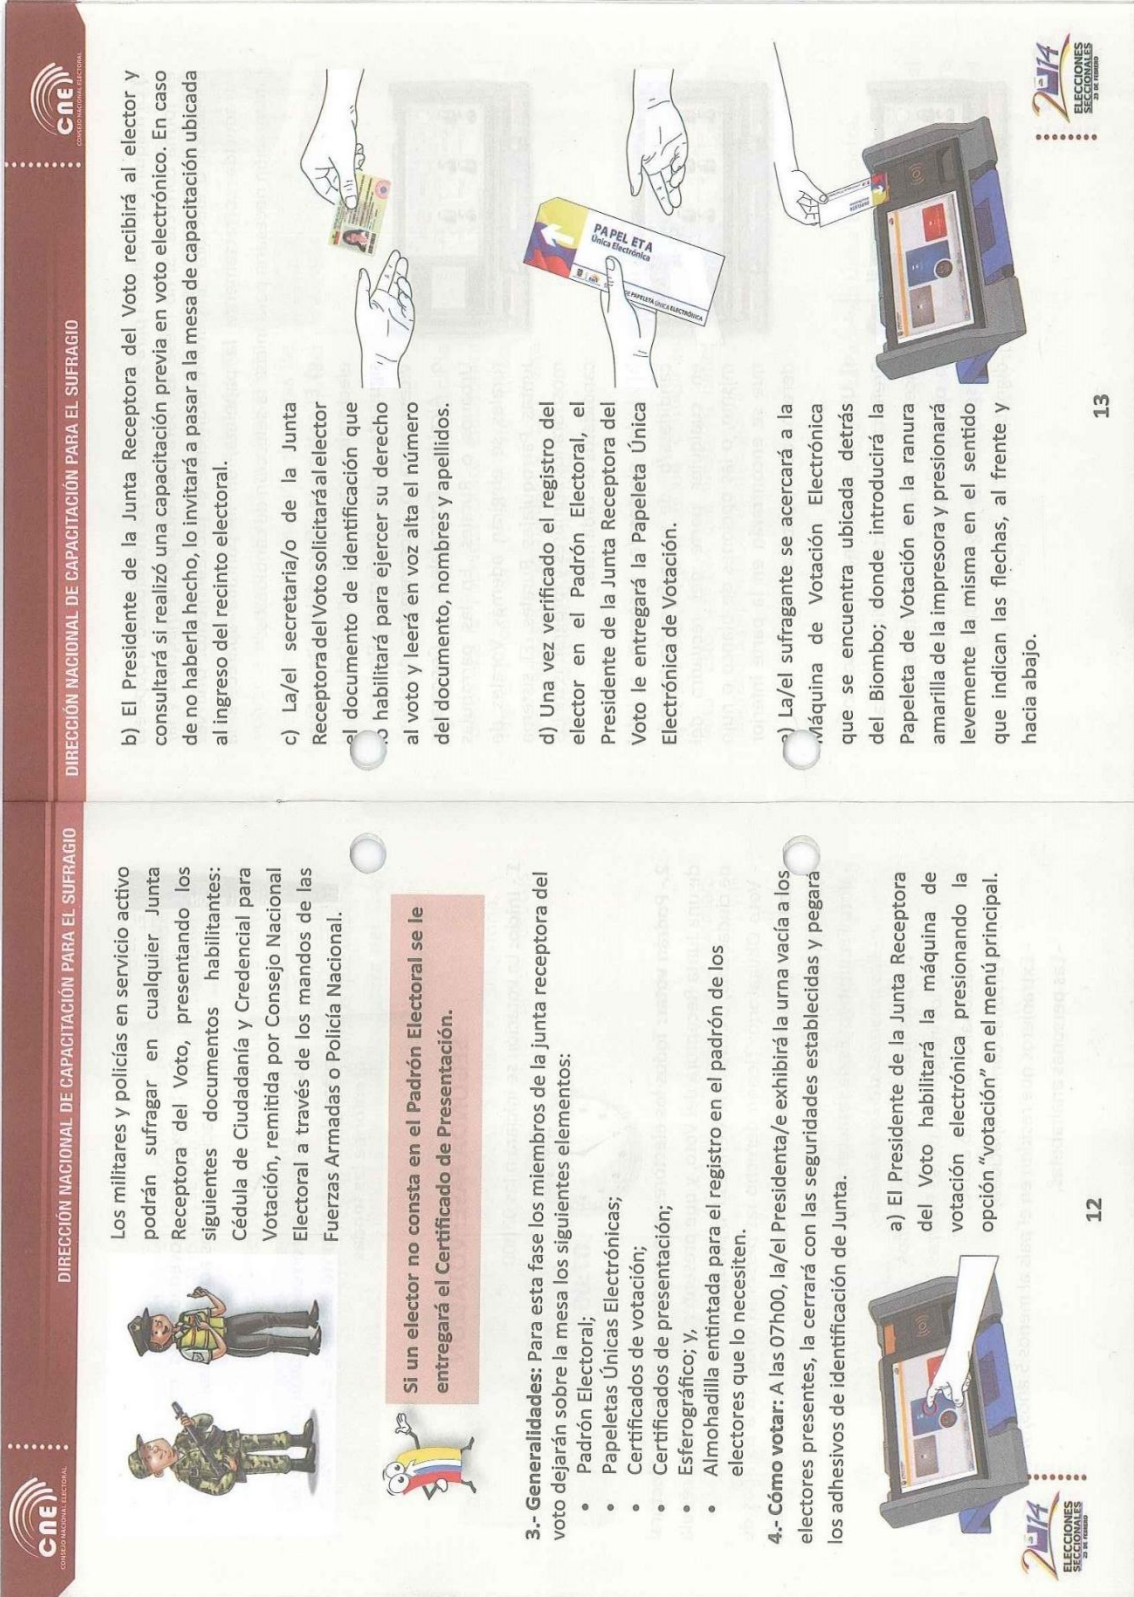 CNE
CONSEJO NACIONAL ELECTORAL
DIRECCIÓN NACIONAL DE CAPACITACIÓN PARA EL SUFRAGIO
Los militares y policías en servicio activo
podrán sufragar en cualquier Junta
Receptora del Voto, presentando los
siguientes documentos habilitantes:
Cédula de Ciudadanía y Credencial para
Votación, remitida por Consejo Nacional
Electoral a través de los mandos de las
Fuerzas Armadas o Policía Nacional.
Si un elector no consta en el Padrón Electoral se le
entregará el Certificado de Presentación.
3.- Generalidades: Para esta fase los miembros de la junta receptora del
voto dejarán sobre la mesa los siguientes elementos:
• Padrón Electoral;
• Papeletas Únicas Electrónicas;
• Certificados de votación;
• Certificados de presentación;
• Esferográfico; y,
• Almohadilla entintada para el registro en el padrón de los
electores que lo necesiten.
4.- Cómo votar: A las 07h00, la/el Presidenta/e exhibirá la urna vacía a los
electores presentes, la cerrará con las seguridades establecidas y pegará
los adhesivos de identificación de Junta.
a) El Presidente de la Junta Receptora
del Voto habilitará la máquina de
votación electrónica presionando la
opción “votación” en el menú principal.
2014
ELECCIONES
SECCIONALES
23 DE FEBRERO
12
DIRECCIÓN NACIONAL DE CAPACITACIÓN PARA EL SUFRAGIO
CNE
CONSEJO NACIONAL ELECTORAL
b) El Presidente de la Junta Receptora del Voto recibirá al elector y
consultará si realizó una capacitación previa en voto electrónico. En caso
de no haberla hecho, lo invitará a pasar a la mesa de capacitación ubicada
al ingreso del recinto electoral.
c) La/el secretaria/o de la Junta
Receptora del Voto solicitará al elector
el documento de identificación que
lo habilitará para ejercer su derecho
al voto y leerá en voz alta el número
del documento, nombres y apellidos.
d) Una vez verificado el registro del
elector en el Padrón Electoral, el
Presidente de la Junta Receptora del
Voto le entregará la Papeleta Única
Electrónica de Votación.
PAPELETA
Única Electrónica
DE PAPELETA ÚNICA ELECTRÓNICA
e) La/el sufragante se acercará a la
Máquina de Votación Electrónica
que se encuentra ubicada detrás
del Biombo; donde introducirá la
Papeleta de Votación en la ranura
amarilla de la impresora y presionará
levemente la misma en el sentido
que indican las flechas, al frente y
hacia abajo.
13
2014
ELECCIONES
SECCIONALES
23 DE FEBRERO